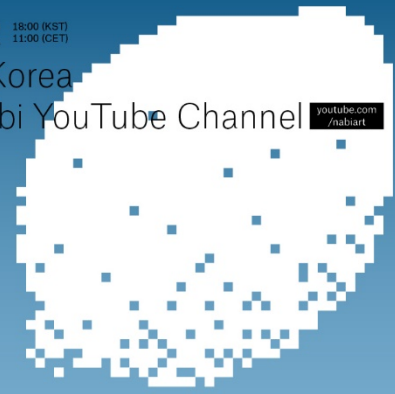 18:00 (KST)
11:00 (CET)
Korea
bi YouTube Channel
youtube.com
/nabiart